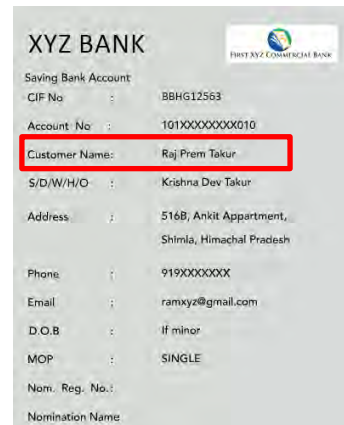 XYZ BANK
FIRST XYZ COMMERCIAL BANK
Saving Bank Account
CIF No : BBHG12563
Account No : 101XXXXXXX010
Customer Name: Raj Prem Takur
S/D/W/H/O : Krishna Dev Takur
Address : 516B, Ankit Appartment,
Shimla, Himachal Pradesh
Phone : 919XXXXXXX
Email : ramxyz@gmail.com
D.O.B : If minor
MOP : SINGLE
Nom. Reg. No.:
Nomination Name